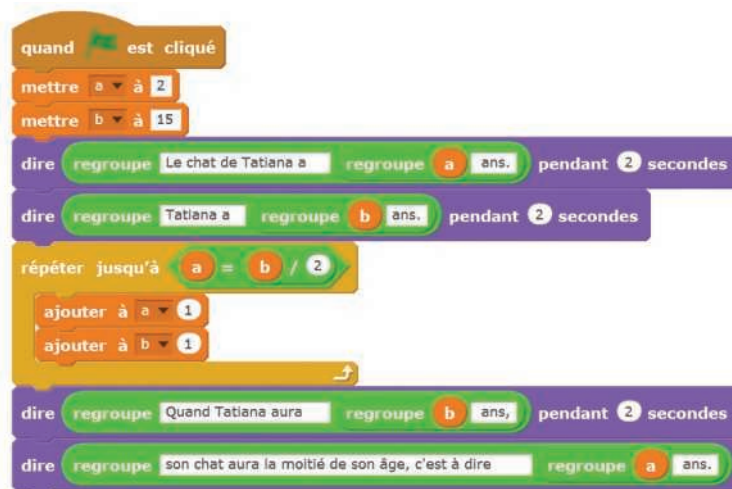 quand est cliqué
mettre a à 2
mettre b à 15
dire regroupe Le chat de Tatiana a regroupe a ans. pendant 2 secondes
dire regroupe Tatiana a regroupe b ans. pendant 2 secondes
répéter jusqu'à a = b / 2
ajouter à a 1
ajouter à b 1
dire regroupe Quand Tatiana aura regroupe b ans, pendant 2 secondes
dire regroupe son chat aura la moitié de son âge, c'est à dire regroupe a ans.